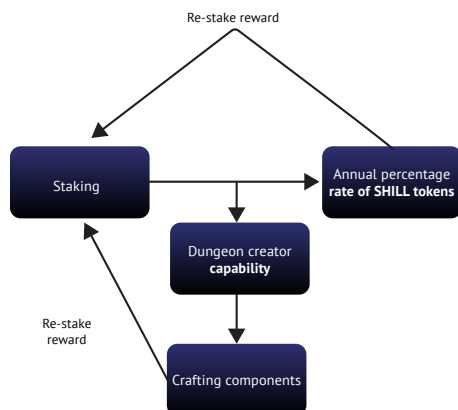 Re-stake reward
Staking
Annual percentage
rate of SHILL tokens
Dungeon creator
capability
Re-stake
reward
Crafting components